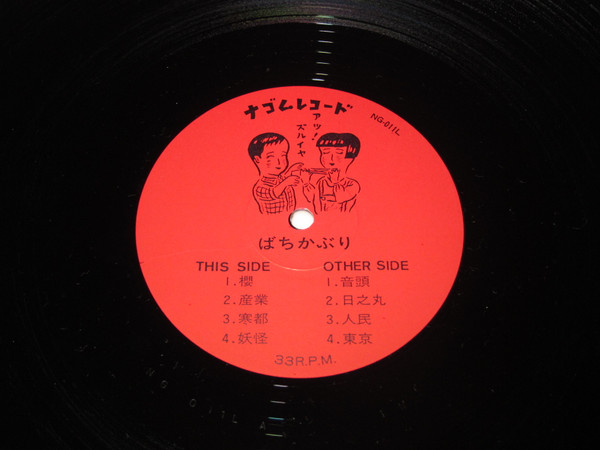 ナゴムレコード
NG-011L
アッ!
ズルイヤ
ばちかぶり
THIS SIDE
1.櫻
2.産業
3.寒都
4.妖怪
OTHER SIDE
1.音頭
2.日之丸
3.人民
4.東京
33R.P.M.
NG 011L A